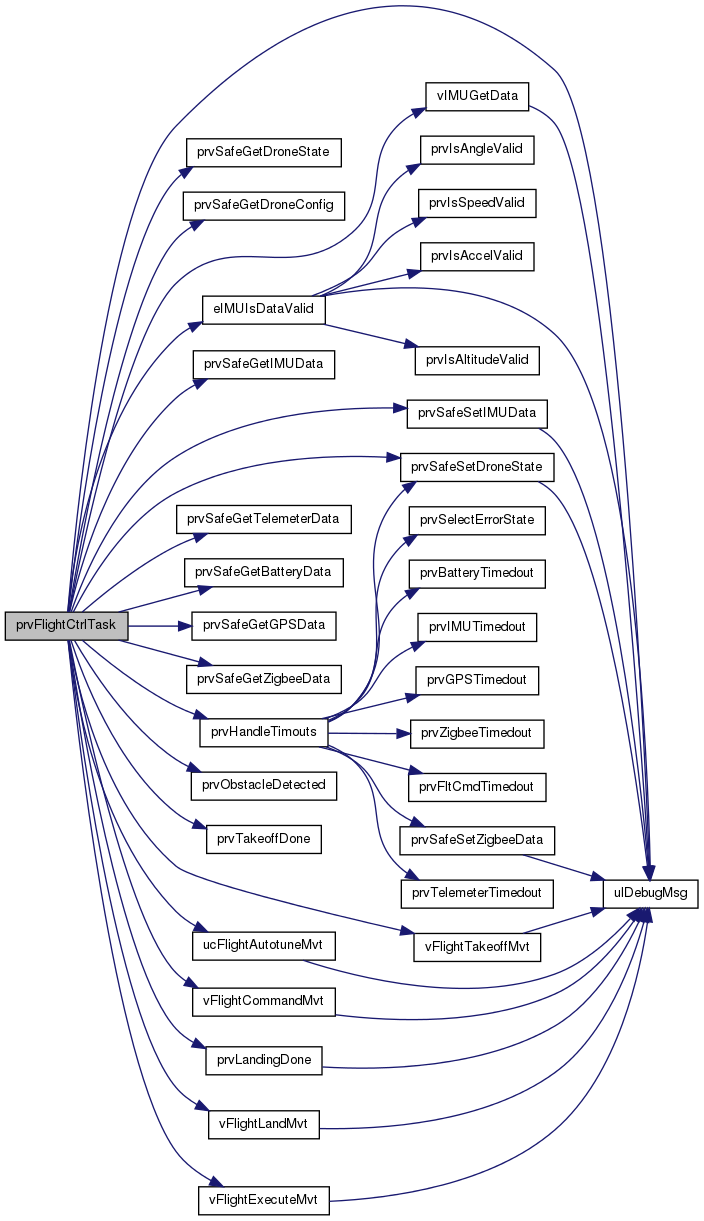 vIMUGetData
prvSafeGetDroneState
prvIsAngleValid
prvSafeGetDroneConfig
prvIsSpeedValid
prvIsAccelValid
eIMUIsDataValid
prvSafeGetIMUData
prvIsAltitudeValid
prvSafeSetIMUData
prvSafeSetDroneState
prvSafeGetTelemeterData
prvSelectErrorState
prvSafeGetBatteryData
prvBatteryTimedout
prvFlightCtrlTask
prvSafeGetGPSData
prvIMUTimedout
prvSafeGetZigbeeData
prvGPSTimedout
prvHandleTimouts
prvZigbeeTimedout
prvObstacleDetected
prvFltCmdTimedout
prvTakeoffDone
prvSafeSetZigbeeData
prvTelemeterTimedout
ulDebugMsg
ucFlightAutotuneMvt
vFlightTakeoffMvt
vFlightCommandMvt
prvLandingDone
vFlightLandMvt
vFlightExecuteMvt